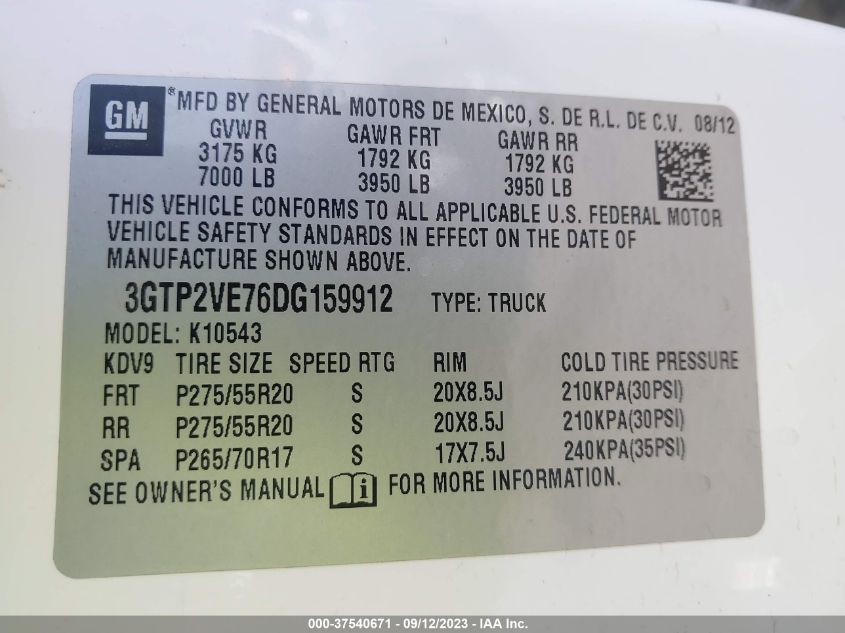 GM ® MFD BY GENERAL MOTORS DE MEXICO, S. DE R.L. DE C.V. 08/12
GVWR GAWR FRT GAWR RR
3175 KG 1792 KG 1792 KG
7000 LB 3950 LB 3950 LB
THIS VEHICLE CONFORMS TO ALL APPLICABLE U.S. FEDERAL MOTOR
VEHICLE SAFETY STANDARDS IN EFFECT ON THE DATE OF
MANUFACTURE SHOWN ABOVE.
3GTP2VE76DG159912 TYPE: TRUCK
MODEL: K10543
KDV9 TIRE SIZE SPEED RTG RIM COLD TIRE PRESSURE
FRT P275/55R20 S 20X8.5J 210KPA(30PSI)
RR P275/55R20 S 20X8.5J 210KPA(30PSI)
SPA P265/70R17 S 17X7.5J 240KPA(35PSI)
SEE OWNER'S MANUAL i FOR MORE INFORMATION.
000-37540671 - 09/12/2023 - IAAI.com